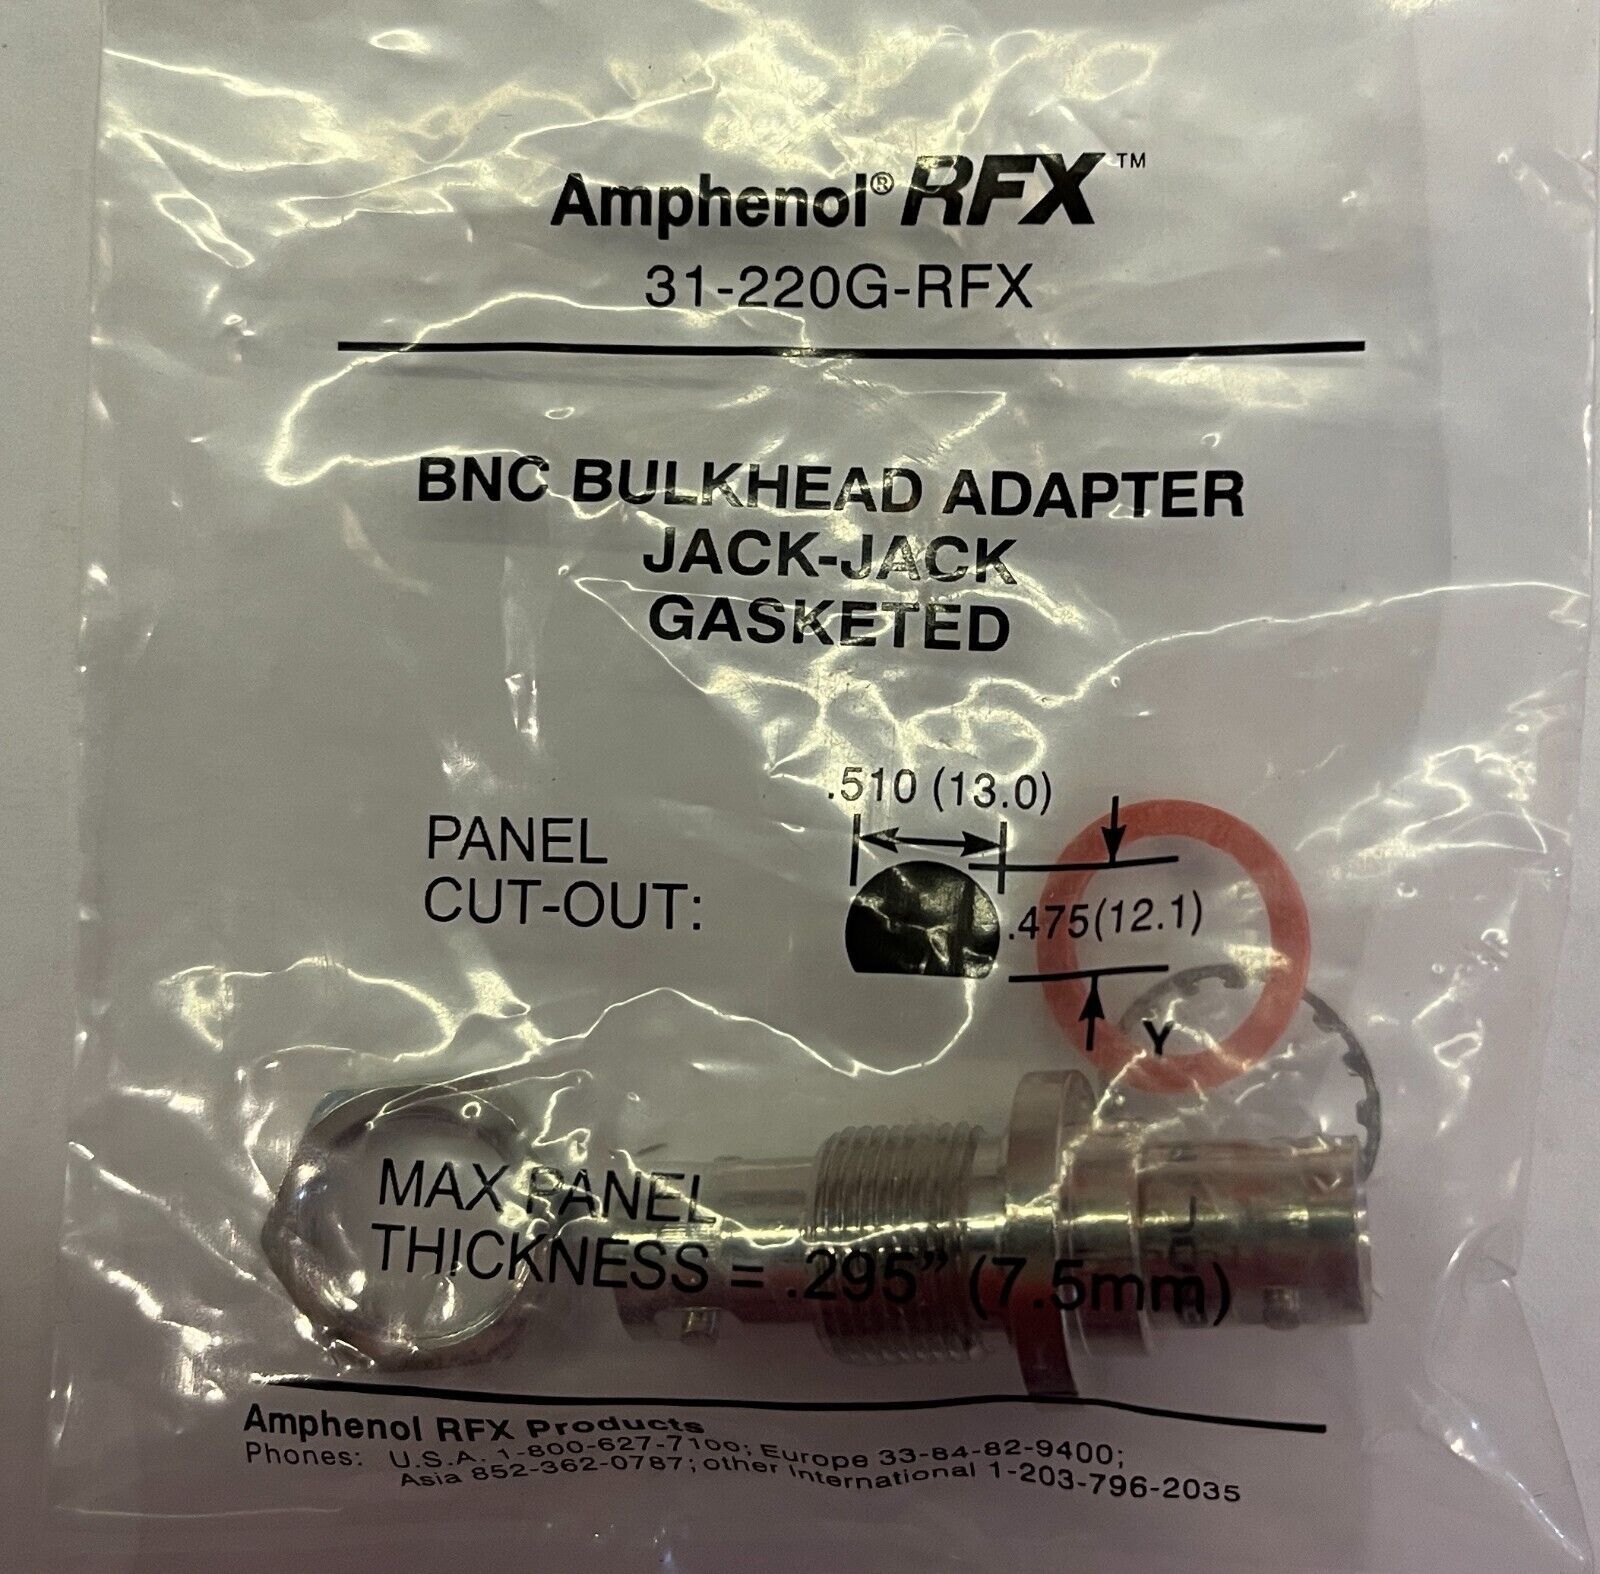 Amphenol® RFX™
31-220G-RFX
BNC BULKHEAD ADAPTER
JACK-JACK
GASKETED
.510 (13.0)
PANEL
CUT-OUT:
.475(12.1)
Y
MAX PANEL
THICKNESS = .295” (7.5mm)
Amphenol RFX Products
Phones: U.S.A. 1-800-627-7100; Europe 33-84-82-9400;
Asia 852-362-0787; other International 1-203-796-2035